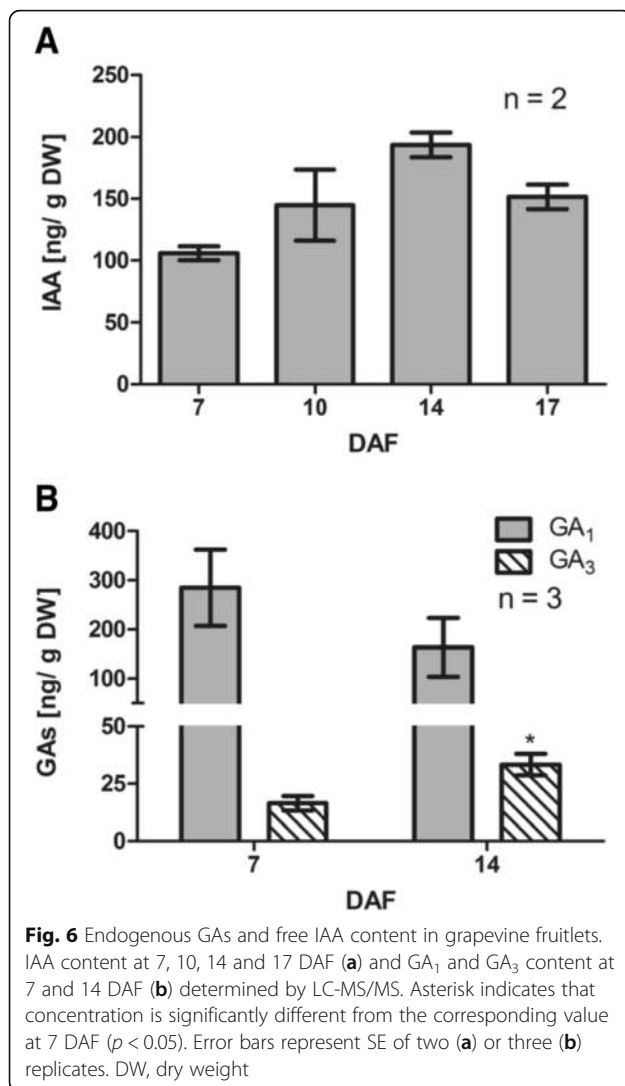 A
250
200
150
100
50
0
IAA [ng/ g DW]
n = 2
7 10 14 17
DAF
B
400
300
200
100
50
25
0
GAs [ng/ g DW]
GA₁
GA₃
n = 3
*
7 14
DAF
Fig. 6 Endogenous GAs and free IAA content in grapevine fruitlets.
IAA content at 7, 10, 14 and 17 DAF (a) and GA₁ and GA₃ content at
7 and 14 DAF (b) determined by LC-MS/MS. Asterisk indicates that
concentration is significantly different from the corresponding value
at 7 DAF (p < 0.05). Error bars represent SE of two (a) or three (b)
replicates. DW, dry weight